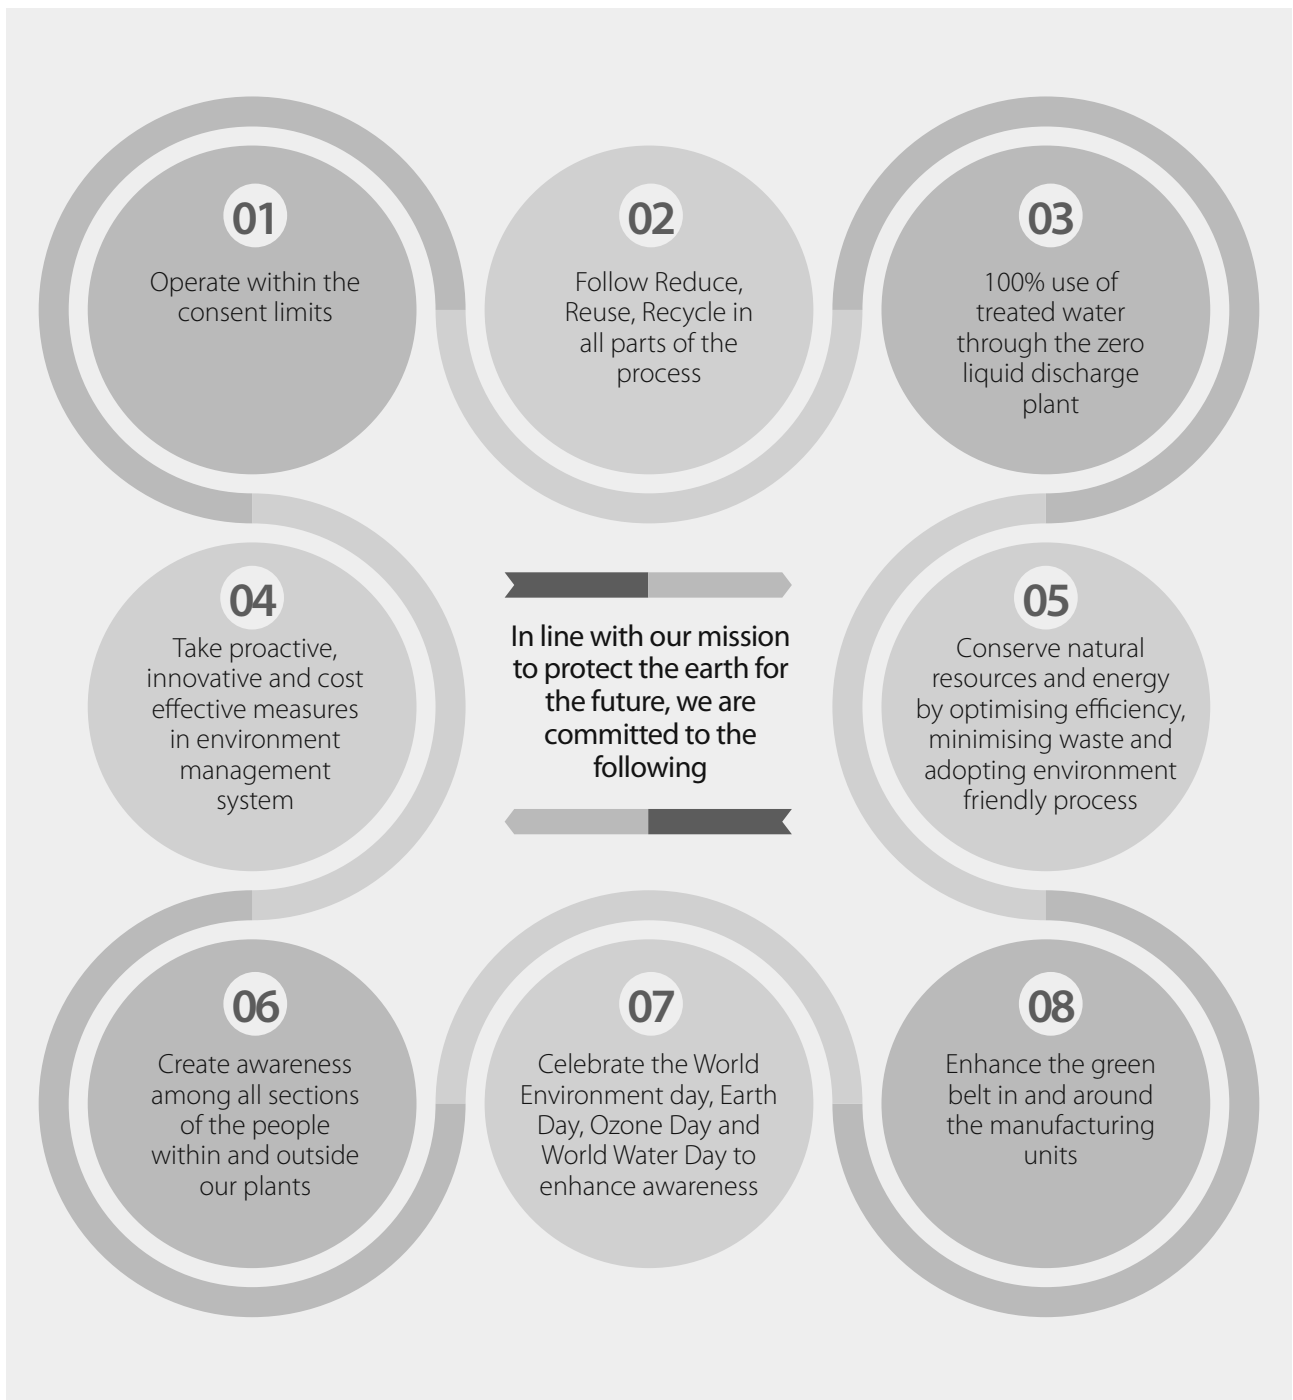 01
Operate within the
consent limits
02
Follow Reduce,
Reuse, Recycle in
all parts of the
process
03
100% use of
treated water
through the zero
liquid discharge
plant
04
Take proactive,
innovative and cost
effective measures
in environment
management
system
In line with our mission
to protect the earth for
the future, we are
committed to the
following
05
Conserve natural
resources and energy
by optimising efficiency,
minimising waste and
adopting environment
friendly process
06
Create awareness
among all sections
of the people
within and outside
our plants
07
Celebrate the World
Environment day, Earth
Day, Ozone Day and
World Water Day to
enhance awareness
08
Enhance the green
belt in and around
the manufacturing
units